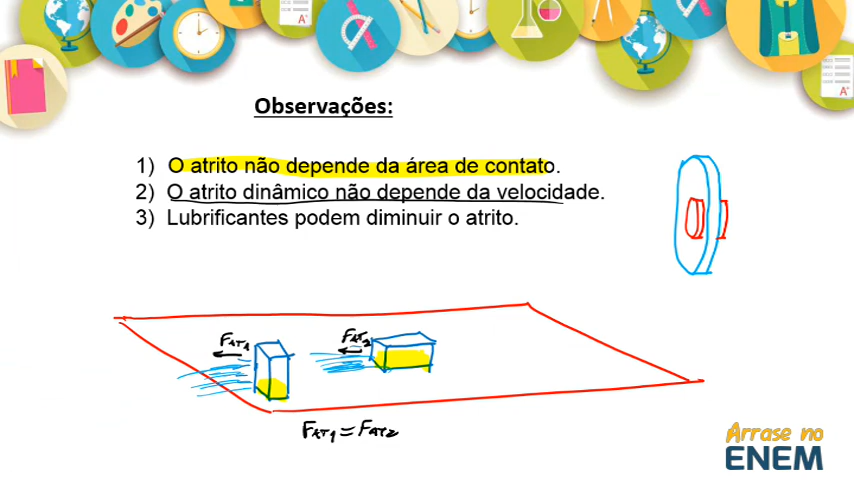 A+
A+
Observações:
1) O atrito não depende da área de contato.
2) O atrito dinâmico não depende da velocidade.
3) Lubrificantes podem diminuir o atrito.
FAT1
FAT2
FAT1 = FAT2
Arrase no
ENEM